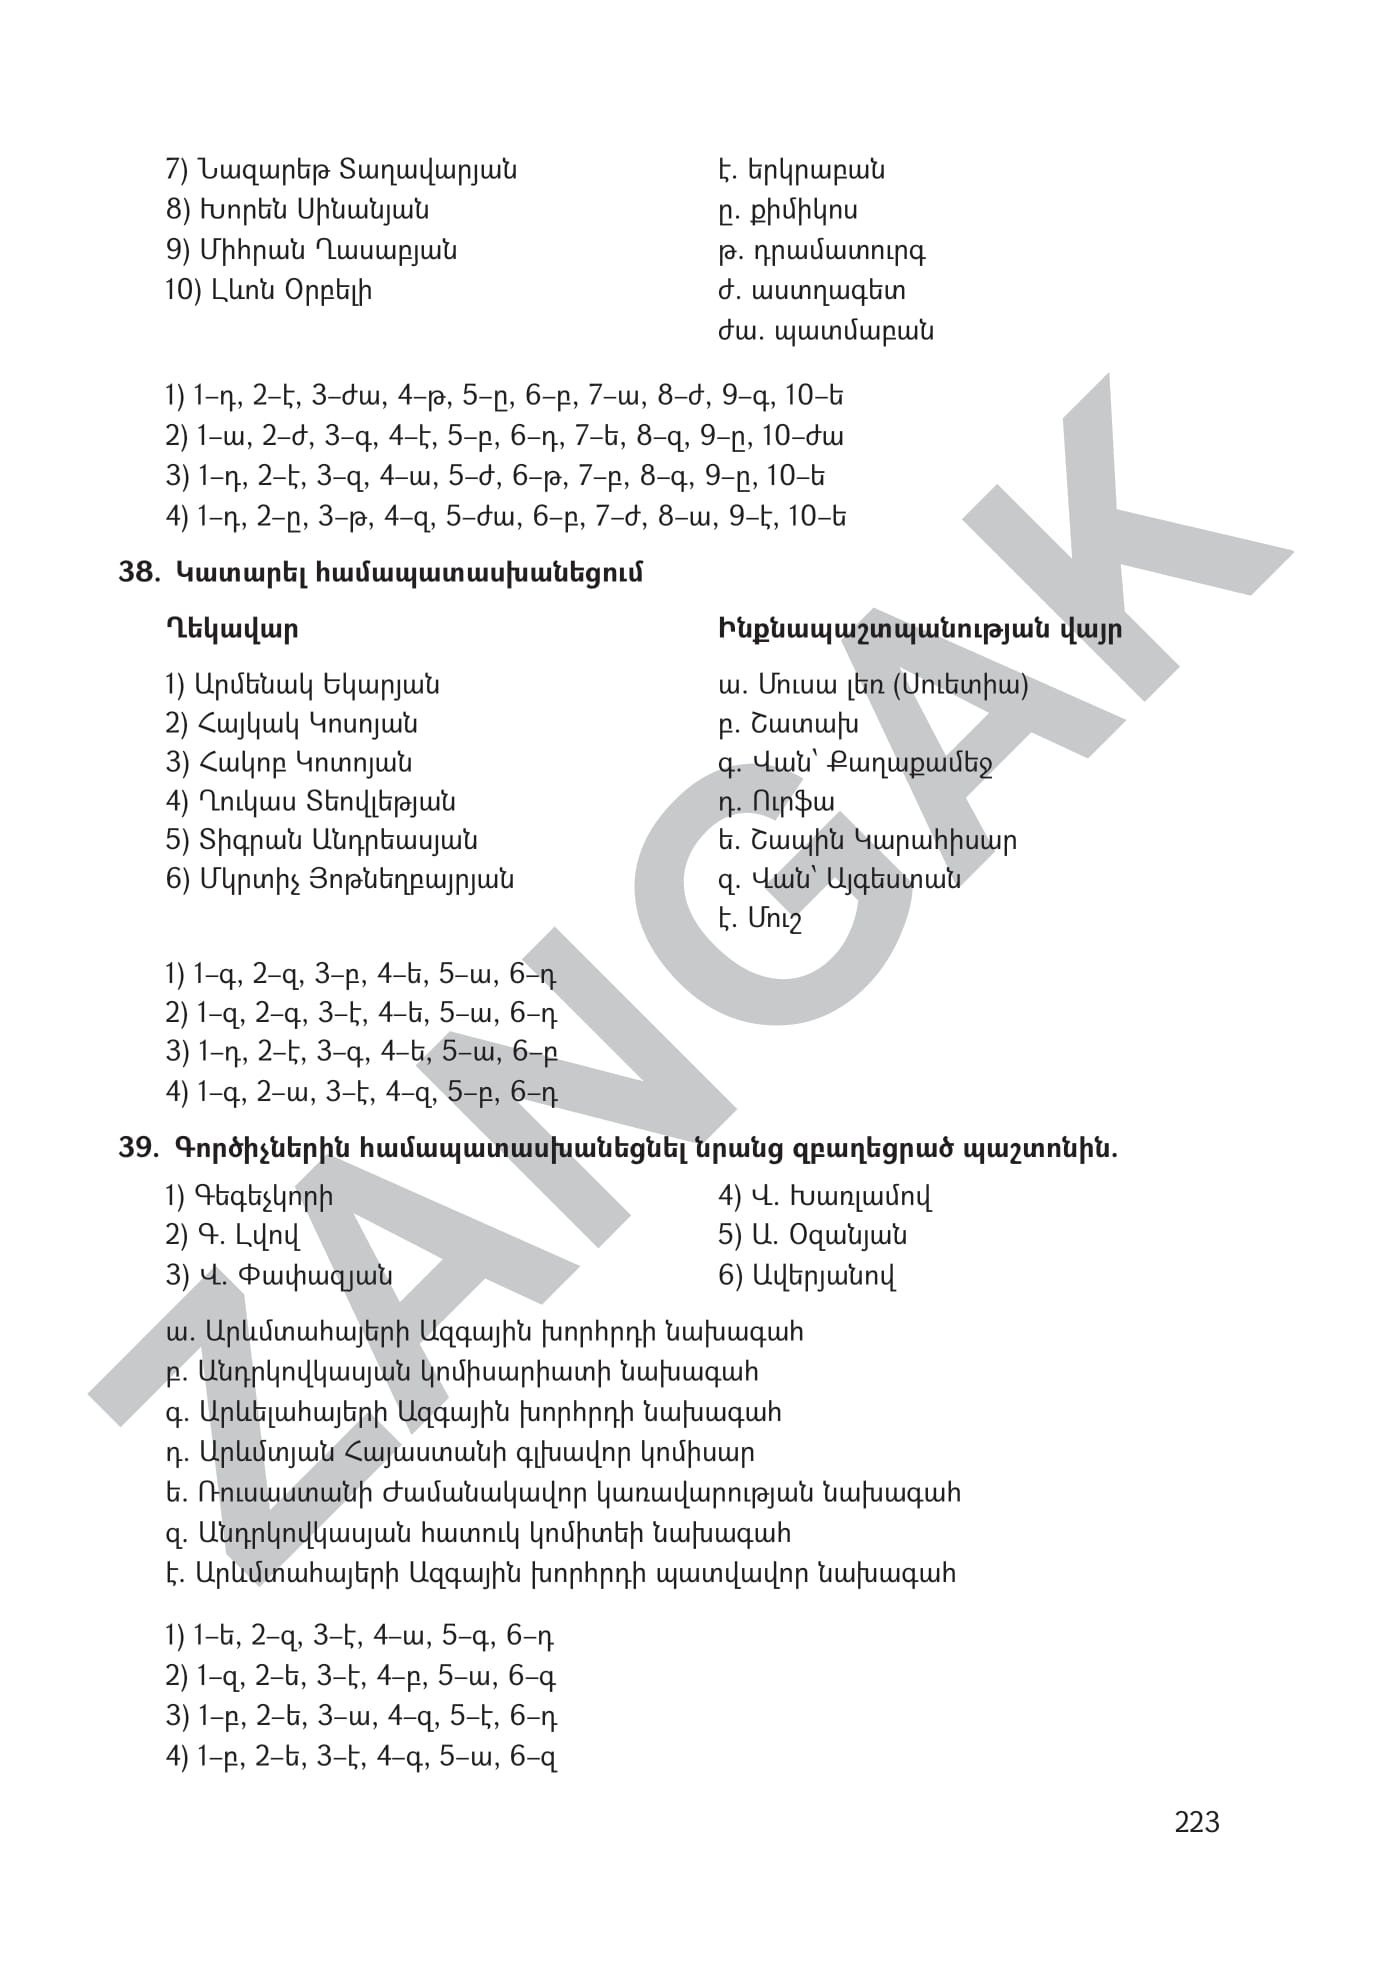 7) Նազարեթ Տաղավարյան
8) Խորեն Սինանյան
9) Միհրան Ղասաբյան
10) Լևոն Օրբելի
է. երկրաբան
ը. քիմիկոս
թ. դրամատուրգ
ժ. աստղագետ
ժա. պատմաբան
1) 1–դ, 2–է, 3–ժա, 4–թ, 5–ը, 6–բ, 7–ա, 8–ժ, 9–գ, 10–ե
2) 1–ա, 2–ժ, 3–գ, 4–է, 5–բ, 6–դ, 7–ե, 8–զ, 9–ը, 10–ժա
3) 1–դ, 2–է, 3–զ, 4–ա, 5–ժ, 6–թ, 7–բ, 8–գ, 9–ը, 10–ե
4) 1–դ, 2–ը, 3–թ, 4–զ, 5–ժա, 6–բ, 7–ժ, 8–ա, 9–է, 10–ե
38. Կատարել համապատասխանեցում
Ղեկավար
1) Արմենակ Եկարյան
2) Հայկակ Կոսոյան
3) Հակոբ Կոտոյան
4) Ղուկաս Տեովլեթյան
5) Տիգրան Անդրեասյան
6) Մկրտիչ Յոթնեղբայրյան
Ինքնապաշտպանության վայր
ա. Մուսա լեռ (Սուետիա)
բ. Շատախ
գ. Վան՝ Քաղաքամեջ
դ. Ուրֆա
ե. Շապին Կարահիսար
զ. Վան՝ Այգեստան
է. Մուշ
1) 1–գ, 2–զ, 3–բ, 4–ե, 5–ա, 6–դ
2) 1–զ, 2–գ, 3–է, 4–ե, 5–ա, 6–դ
3) 1–դ, 2–է, 3–գ, 4–ե, 5–ա, 6–բ
4) 1–գ, 2–ա, 3–է, 4–զ, 5–բ, 6–դ
39. Գործիչներին համապատասխանեցնել նրանց զբաղեցրած պաշտոնին.
1) Գեգեչկորի
2) Գ. Լվով
3) Վ. Փափազյան
4) Վ. Խառլամով
5) Ա. Օզանյան
6) Ավերյանով
ա. Արևմտահայերի Ազգային խորհրդի նախագահ
բ. Անդրկովկասյան կոմիսարիատի նախագահ
գ. Արևելահայերի Ազգային խորհրդի նախագահ
դ. Արևմտյան Հայաստանի գլխավոր կոմիսար
ե. Ռուսաստանի Ժամանակավոր կառավարության նախագահ
զ. Անդրկովկասյան հատուկ կոմիտեի նախագահ
է. Արևմտահայերի Ազգային խորհրդի պատվավոր նախագահ
1) 1–ե, 2–զ, 3–է, 4–ա, 5–գ, 6–դ
2) 1–զ, 2–ե, 3–է, 4–բ, 5–ա, 6–գ
3) 1–բ, 2–ե, 3–ա, 4–զ, 5–է, 6–դ
4) 1–բ, 2–ե, 3–է, 4–գ, 5–ա, 6–զ
223
ZANGAK